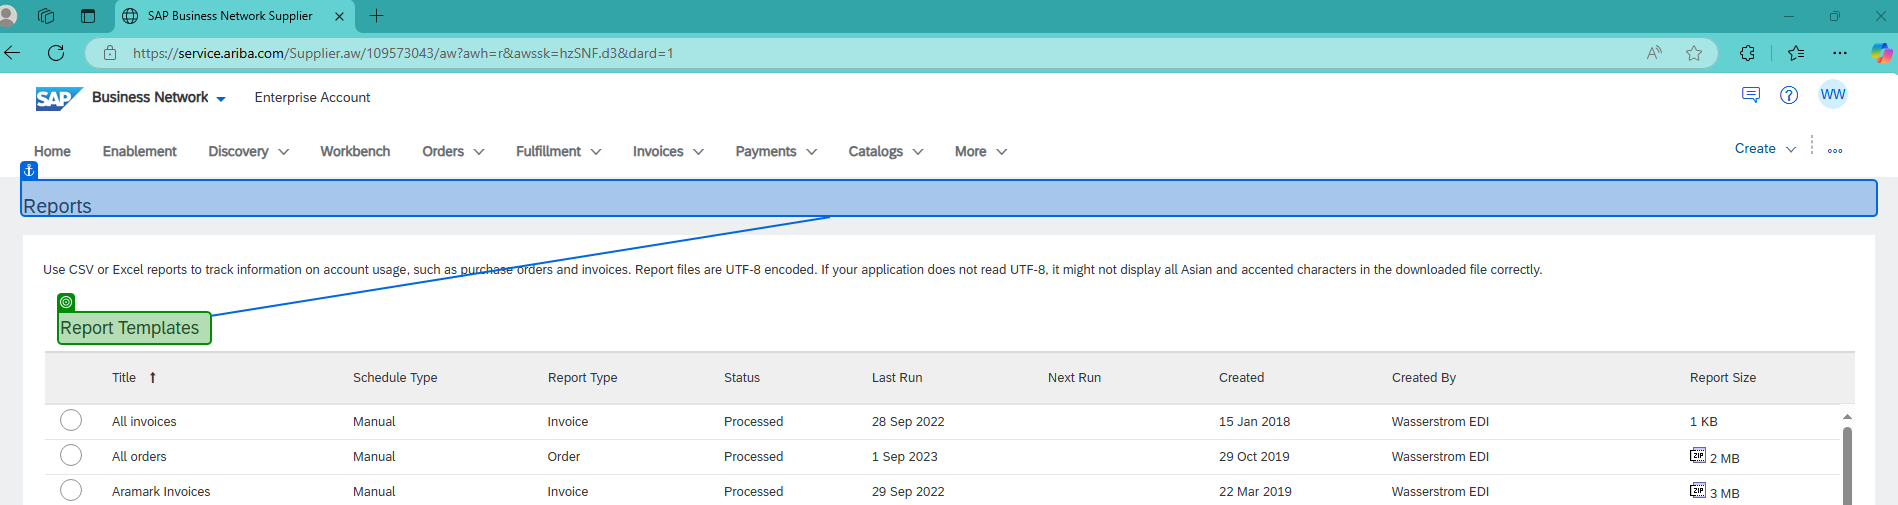 SAP Business Network Supplier
https://service.ariba.com/Supplier.aw/109573043/aw?awh=r&awssk=hzSNF.d3&dard=1
SAP Business Network Enterprise Account WW
Home Enablement Discovery Workbench Orders Fulfillment Invoices Payments Catalogs More Create
Reports
Use CSV or Excel reports to track information on account usage, such as purchase orders and invoices. Report files are UTF-8 encoded. If your application does not read UTF-8, it might not display all Asian and accented characters in the downloaded file correctly.
Report Templates
Title Schedule Type Report Type Status Last Run Next Run Created Created By Report Size
All invoices Manual Invoice Processed 28 Sep 2022 15 Jan 2018 Wasserstrom EDI 1 KB
All orders Manual Order Processed 1 Sep 2023 29 Oct 2019 Wasserstrom EDI ZIP 2 MB
Aramark Invoices Manual Invoice Processed 29 Sep 2022 22 Mar 2019 Wasserstrom EDI ZIP 3 MB